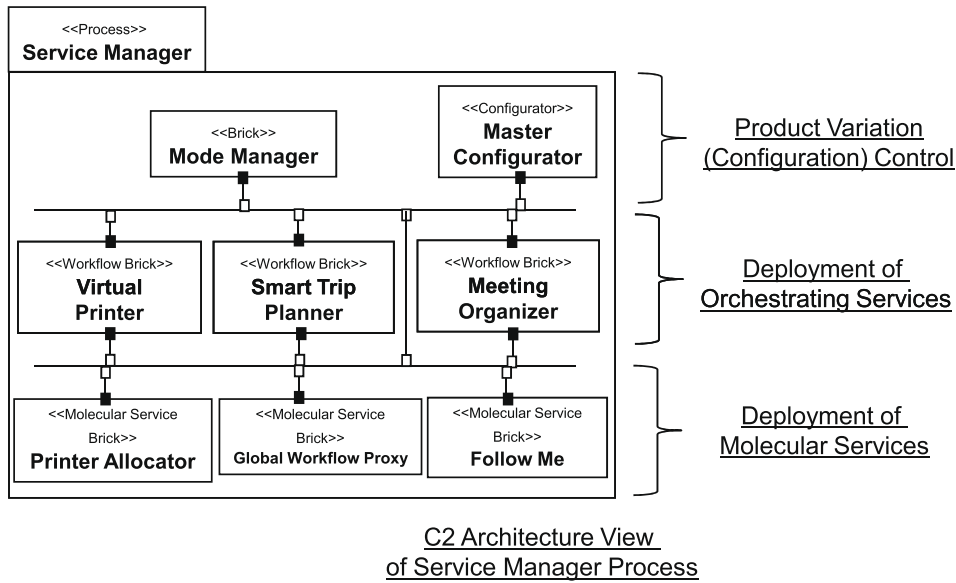 <<Process>>
Service Manager
<<Brick>>
Mode Manager
<<Configurator>>
Master
Configurator
Product Variation
(Configuration) Control
<<Workflow Brick>>
Virtual
Printer
<<Workflow Brick>>
Smart Trip
Planner
<<Workflow Brick>>
Meeting
Organizer
Deployment of
Orchestrating Services
<<Molecular Service
Brick>>
Printer Allocator
<<Molecular Service
Brick>>
Global Workflow Proxy
<<Molecular Service
Brick>>
Follow Me
Deployment of
Molecular Services
C2 Architecture View
of Service Manager Process